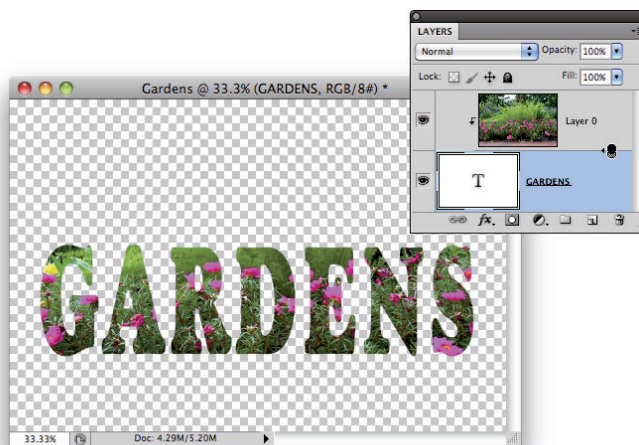 LAYERS
Normal Opacity: 100%
Lock: Fill: 100%
Layer 0
T GARDENS
fx.
Gardens @ 33.3% (GARDENS, RGB/8#) *
GARDENS
33.33% Doc: 4.29M/5.20M